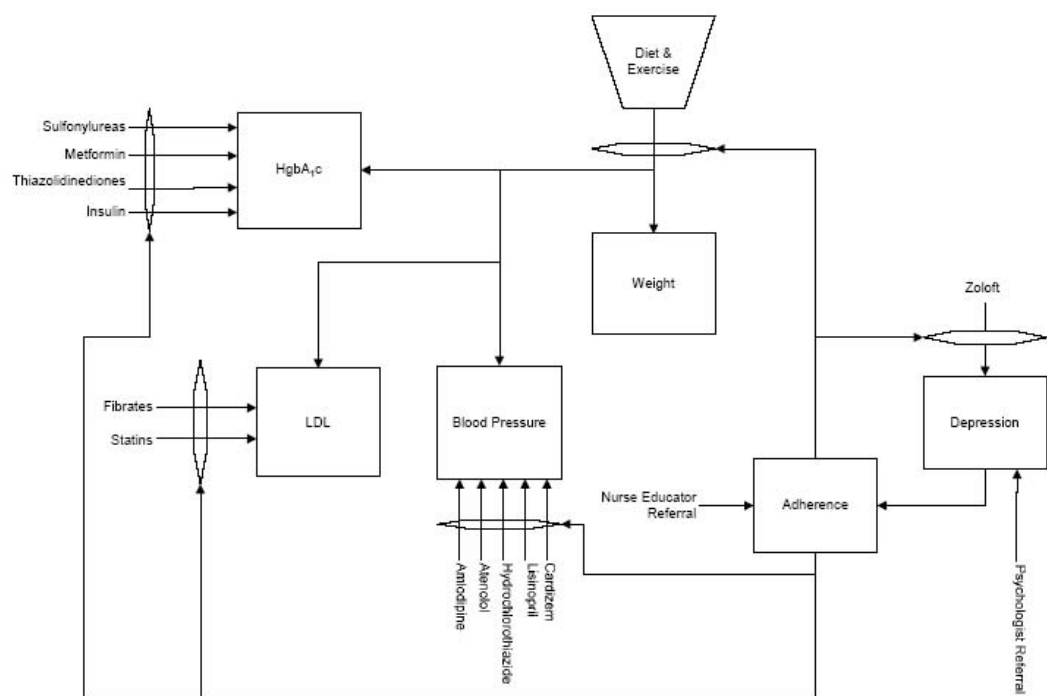 Diet &
Exercise
Sulfonylureas
Metformin
HgbA₁c
Thiazolidinediones
Insulin
Weight
Zoloft
Fibrates
LDL
Blood Pressure
Depression
Statins
Nurse Educator
Referral
Adherence
Amlodipine
Atenolol
Hydrochlorothiazide
Lisinopril
Cardizem
Psychologist Referral